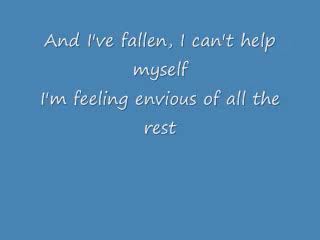 And I've fallen, I can't help
myself
I'm feeling envious of all the
rest